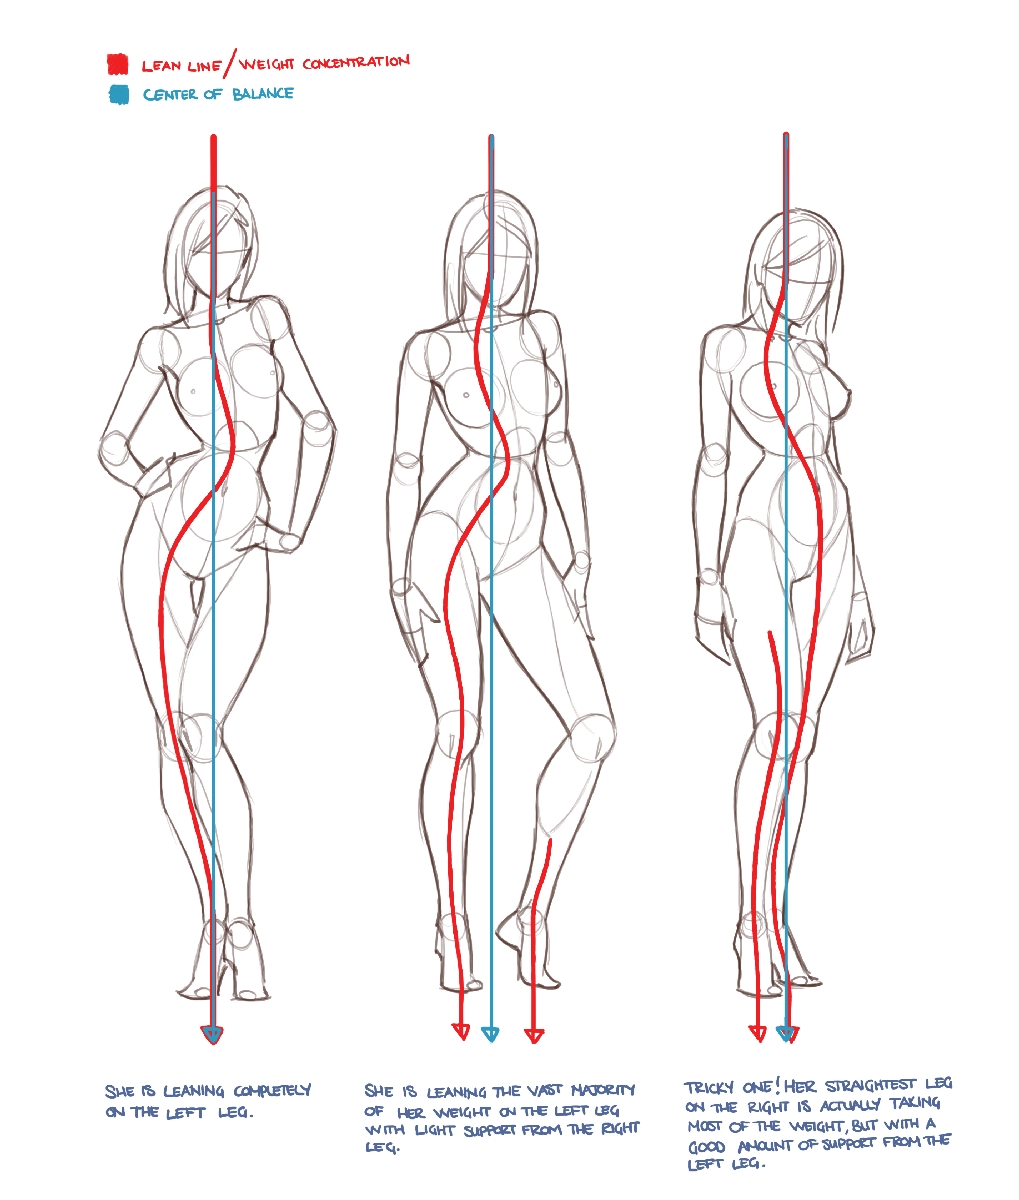 LEAN LINE/WEIGHT CONCENTRATION
CENTER OF BALANCE
SHE IS LEANING COMPLETELY
ON THE LEFT LEG.
SHE IS LEANING THE VAST MAJORITY
OF HER WEIGHT ON THE LEFT LEG
WITH LIGHT SUPPORT FROM THE RIGHT
LEG.
TRICKY ONE! HER STRAIGHTEST LEG
ON THE RIGHT IS ACTUALLY TAKING
MOST OF THE WEIGHT, BUT WITH A
GOOD AMOUNT OF SUPPORT FROM THE
LEFT LEG.